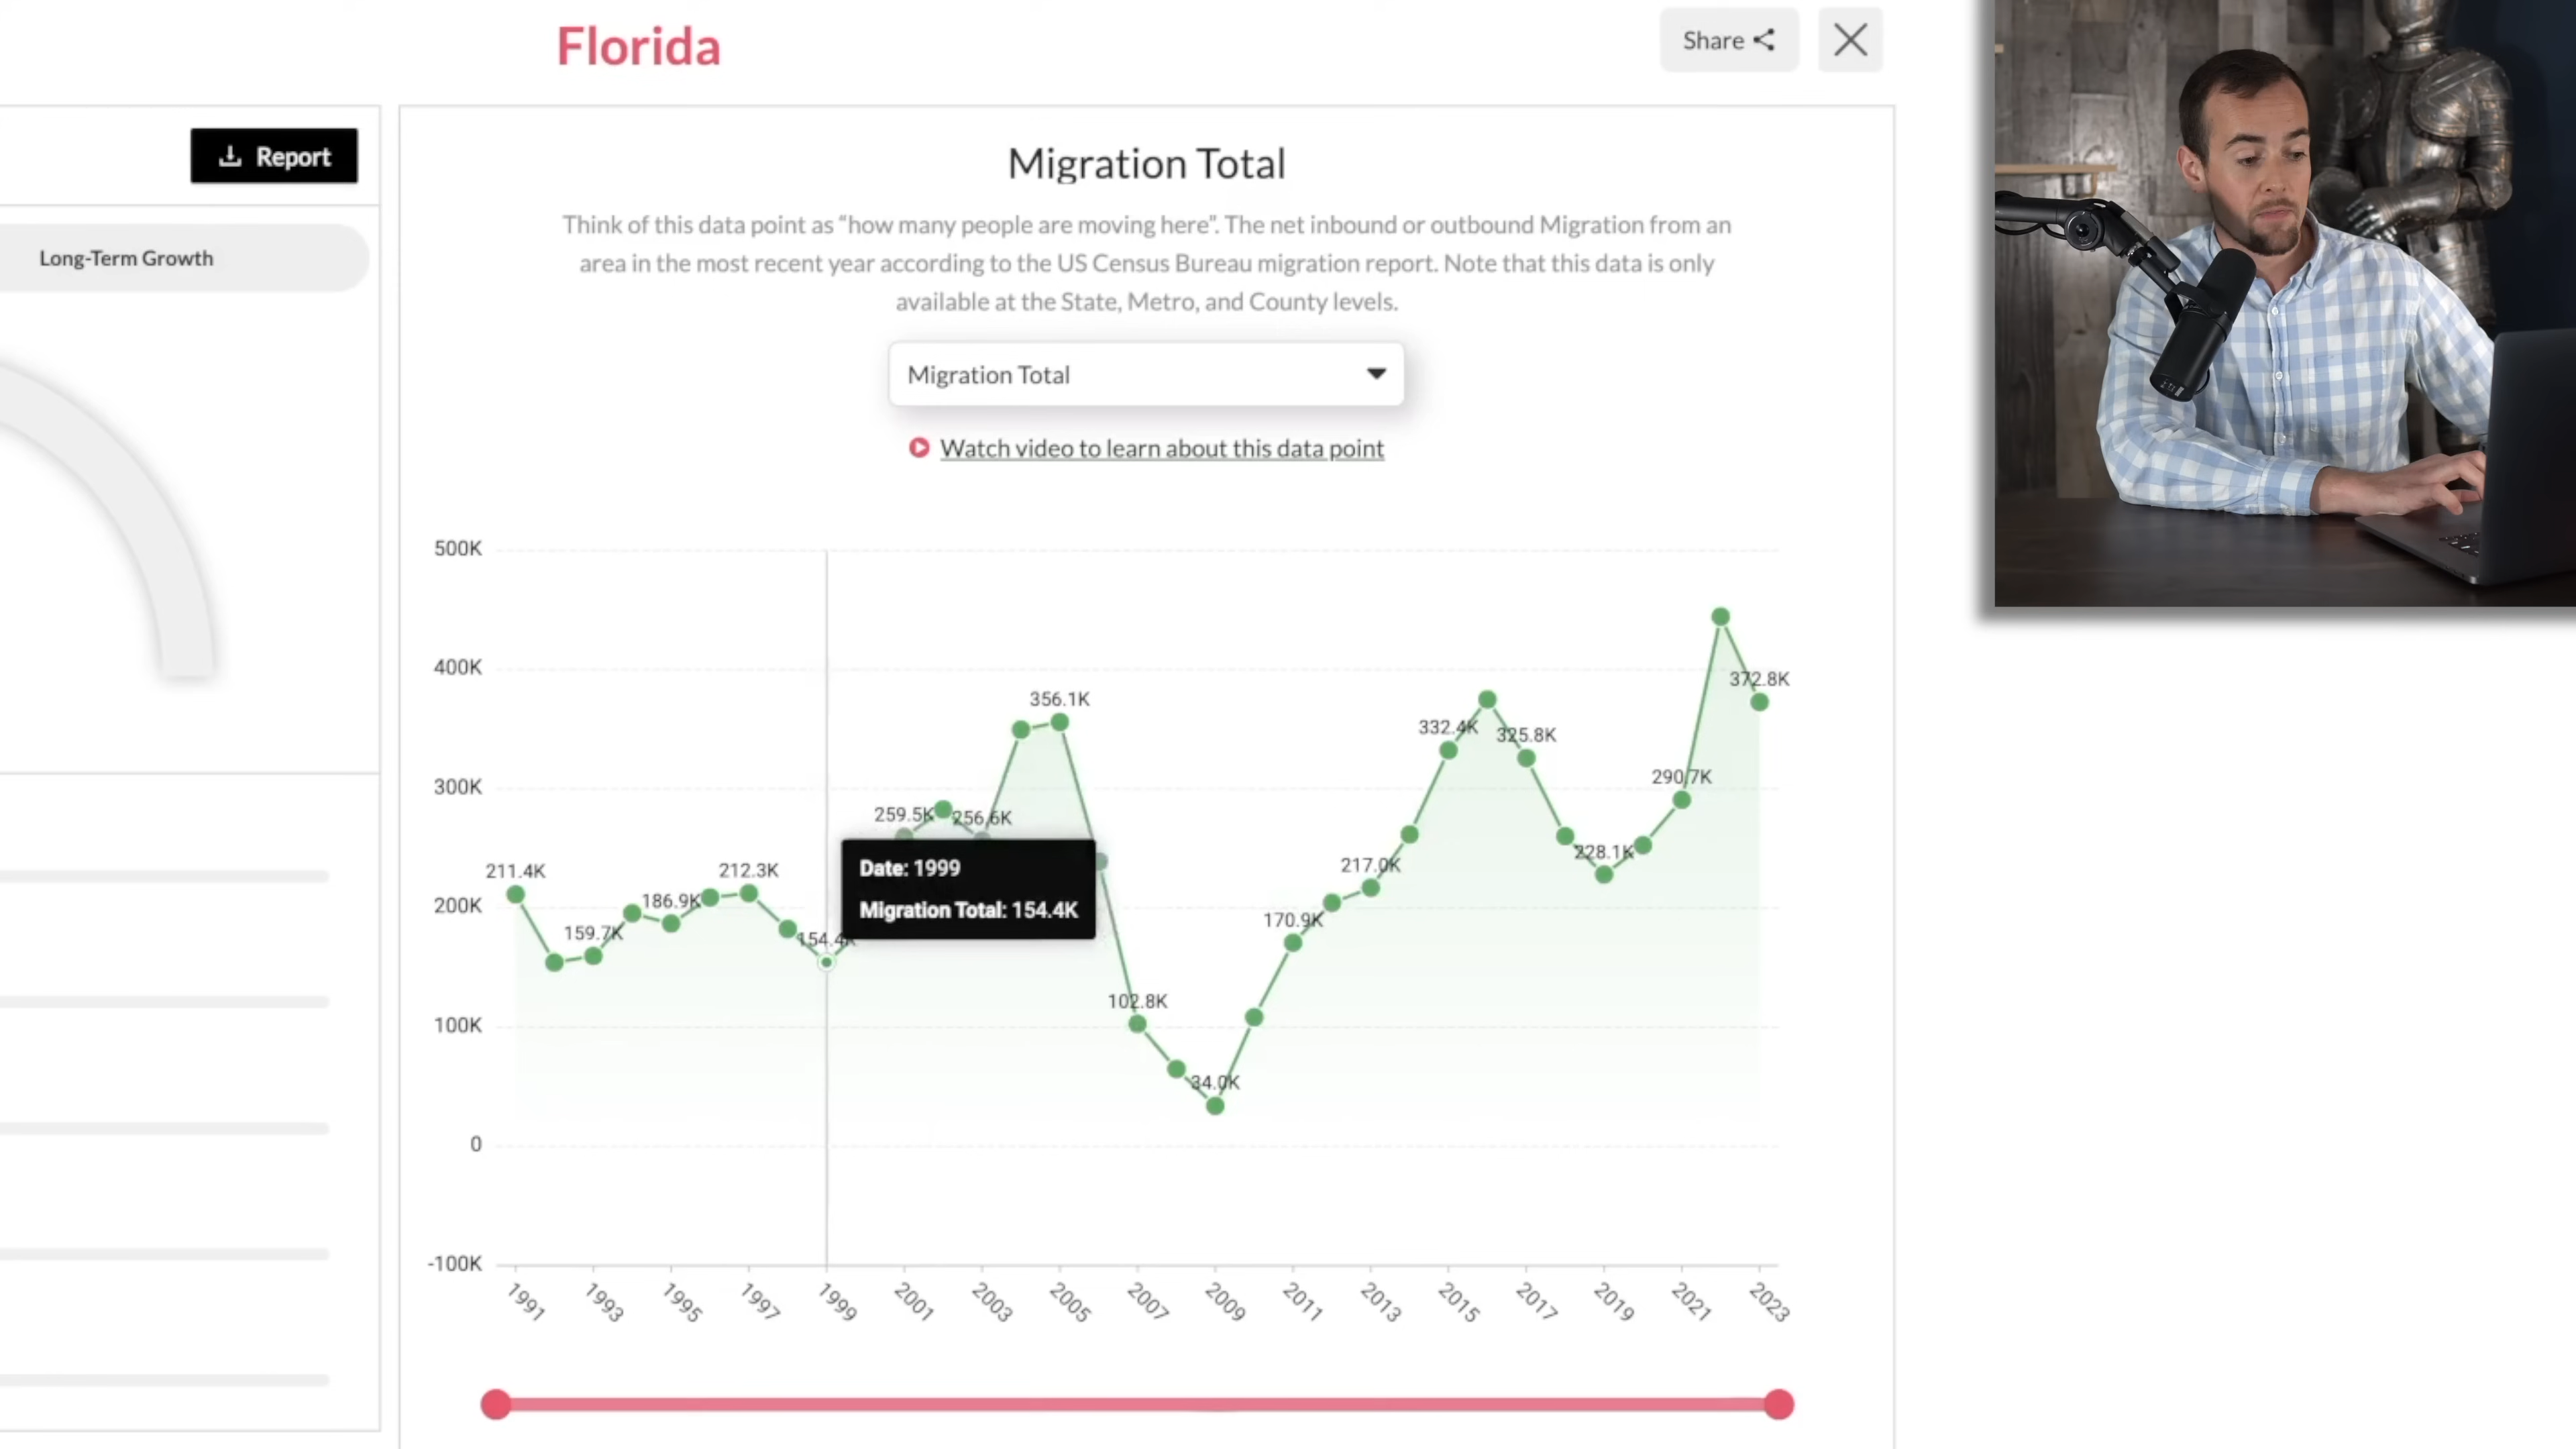 Florida
Share
Report
Long-Term Growth
Migration Total
Think of this data point as “how many people are moving here”. The net inbound or outbound Migration from an
area in the most recent year according to the US Census Bureau migration report. Note that this data is only
available at the State, Metro, and County levels.
Migration Total
Watch video to learn about this data point
500K
400K
300K
200K
100K
0
-100K
211.4K
159.7K
186.9K
212.3K
154.4K
259.5K
256.6K
356.1K
102.8K
34.0K
170.9K
217.0K
332.4K
325.8K
228.1K
290.7K
372.8K
Date: 1999
Migration Total: 154.4K
1991
1993
1995
1997
1999
2001
2003
2005
2007
2009
2011
2013
2015
2017
2019
2021
2023